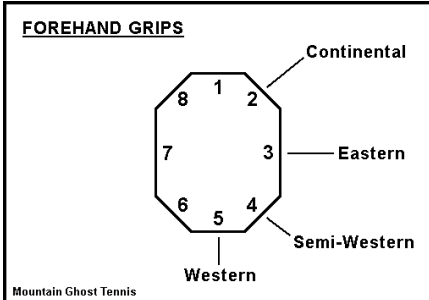 FOREHAND GRIPS
Continental
1
8 2
7 3 Eastern
6 4
5
Semi-Western
Western
Mountain Ghost Tennis